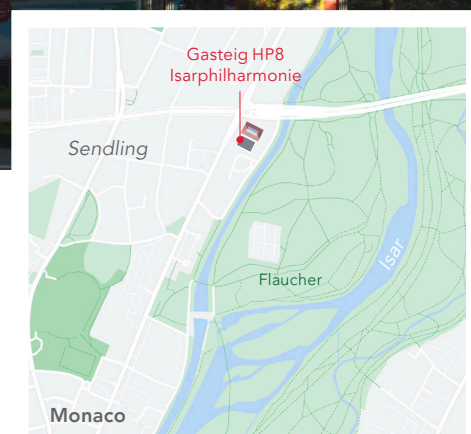 Gasteig HP8
Isarphilharmonie
Sendling
Isar
Flaucher
Monaco